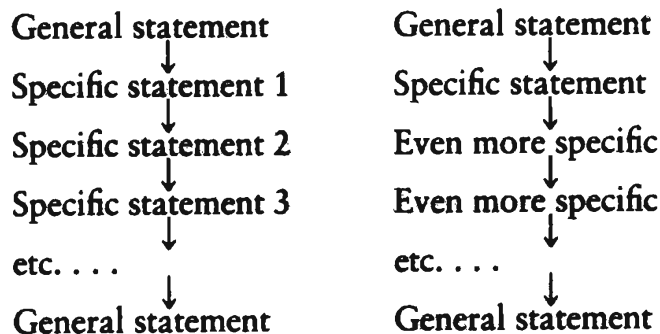 General statement
Specific statement 1
Specific statement 2
Specific statement 3
etc. . . .
General statement
General statement
Specific statement
Even more specific
Even more specific
etc. . . .
General statement